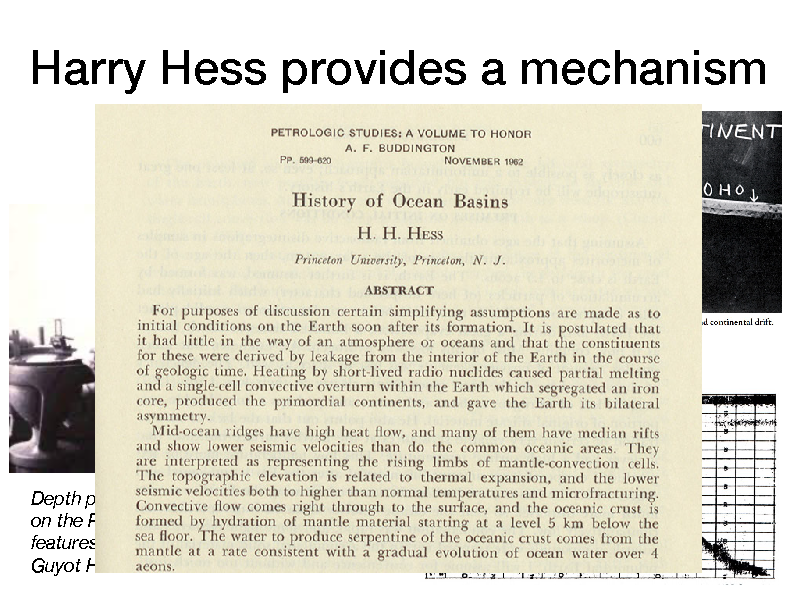 Harry Hess provides a mechanism
PETROLOGIC STUDIES: A VOLUME TO HONOR
A. F. BUDDINGTON
PP. 599–620 NOVEMBER 1962
History of Ocean Basins
H. H. HESS
Princeton University, Princeton, N. J.
ABSTRACT
For purposes of discussion certain simplifying assumptions are made as to
initial conditions on the Earth soon after its formation. It is postulated that
it had little in the way of an atmosphere or oceans and that the constituents
for these were derived by leakage from the interior of the Earth in the course
of geologic time. Heating by short-lived radio nuclides caused partial melting
and a single-cell convective overturn within the Earth which segregated an iron
core, produced the primordial continents, and gave the Earth its bilateral
asymmetry.
Mid-ocean ridges have high heat flow, and many of them have median rifts
and show lower seismic velocities than do the common oceanic areas. They
are interpreted as representing the rising limbs of mantle-convection cells.
The topographic elevation is related to thermal expansion, and the lower
seismic velocities both to higher than normal temperatures and microfracturing.
Convective flow comes right through to the surface, and the oceanic crust is
formed by hydration of mantle material starting at a level 5 km below the
sea floor. The water to produce serpentine of the oceanic crust comes from the
mantle at a rate consistent with a gradual evolution of ocean water over 4
aeons.
TINENT
OHO
nd continental drift.
Depth p
on the P
features
Guyot H